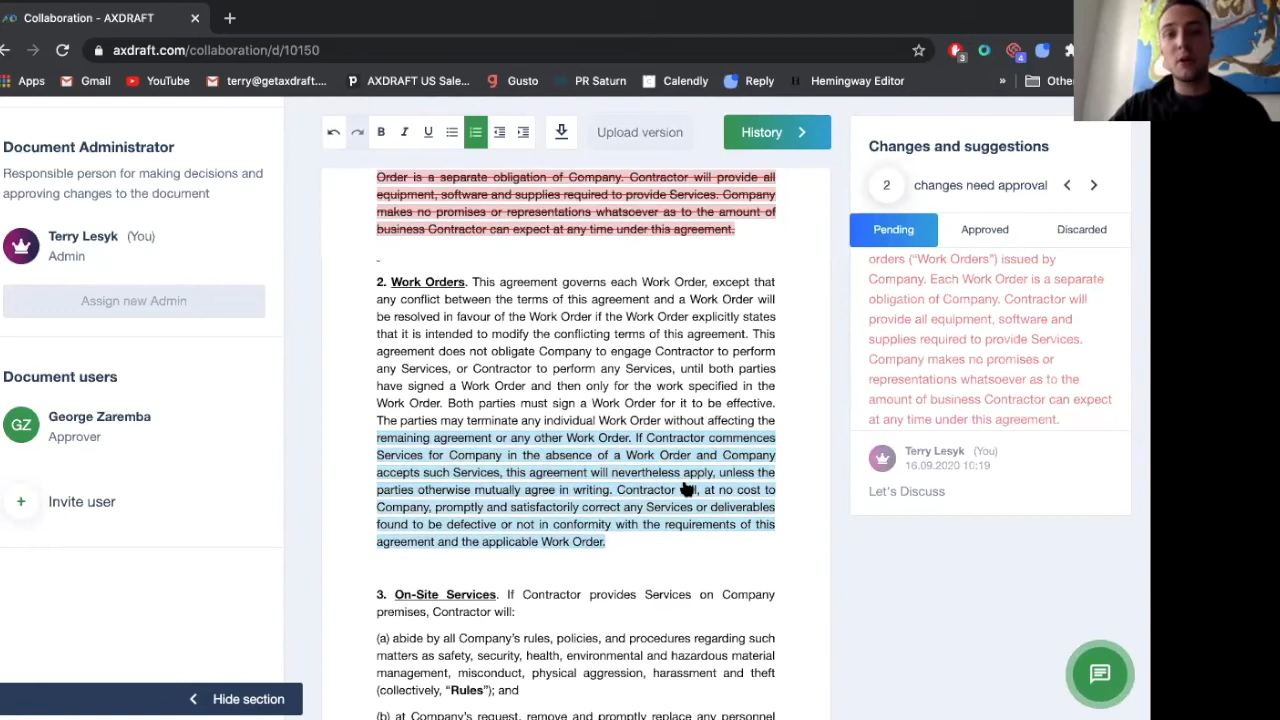 Collaboration - AXDRAFT
axdraft.com/collaboration/d/10150
3
4
Apps
Gmail
YouTube
terry@getaxdraft....
AXDRAFT US Sale...
Gusto
PR Saturn
Calendly
Reply
Hemingway Editor
»
Othe
Document Administrator
Responsible person for making decisions and
approving changes to the document
Terry Lesyk (You)
Admin
Assign new Admin
Document users
GZ
George Zaremba
Approver
+ Invite user
Hide section
B I U
Upload version
History
Order is a separate obligation of Company. Contractor will provide all
equipment, software and supplies required to provide Services. Company
makes no promises or representations whatsoever as to the amount of
business Contractor can expect at any time under this agreement.
2. Work Orders. This agreement governs each Work Order, except that
any conflict between the terms of this agreement and a Work Order will
be resolved in favour of the Work Order if the Work Order explicitly states
that it is intended to modify the conflicting terms of this agreement. This
agreement does not obligate Company to engage Contractor to perform
any Services, or Contractor to perform any Services, until both parties
have signed a Work Order and then only for the work specified in the
Work Order. Both parties must sign a Work Order for it to be effective.
The parties may terminate any individual Work Order without affecting the
remaining agreement or any other Work Order. If Contractor commences
Services for Company in the absence of a Work Order and Company
accepts such Services, this agreement will nevertheless apply, unless the
parties otherwise mutually agree in writing. Contractor , at no cost to
Company, promptly and satisfactorily correct any Services or deliverables
found to be defective or not in conformity with the requirements of this
agreement and the applicable Work Order.
3. On-Site Services. If Contractor provides Services on Company
premises, Contractor will:
(a) abide by all Company's rules, policies, and procedures regarding such
matters as safety, security, health, environmental and hazardous material
management, misconduct, physical aggression, harassment and theft
(collectively, “Rules”); and
(b) at Company's request, remove and promptly replace any personnel
Changes and suggestions
2 changes need approval
Pending
Approved
Discarded
orders (“Work Orders”) issued by
Company. Each Work Order is a separate
obligation of Company. Contractor will
provide all equipment, software and
supplies required to provide Services.
Company makes no promises or
representations whatsoever as to the
amount of business Contractor can expect
at any time under this agreement.
Terry Lesyk (You)
16.09.2020 10:19
Let's Discuss